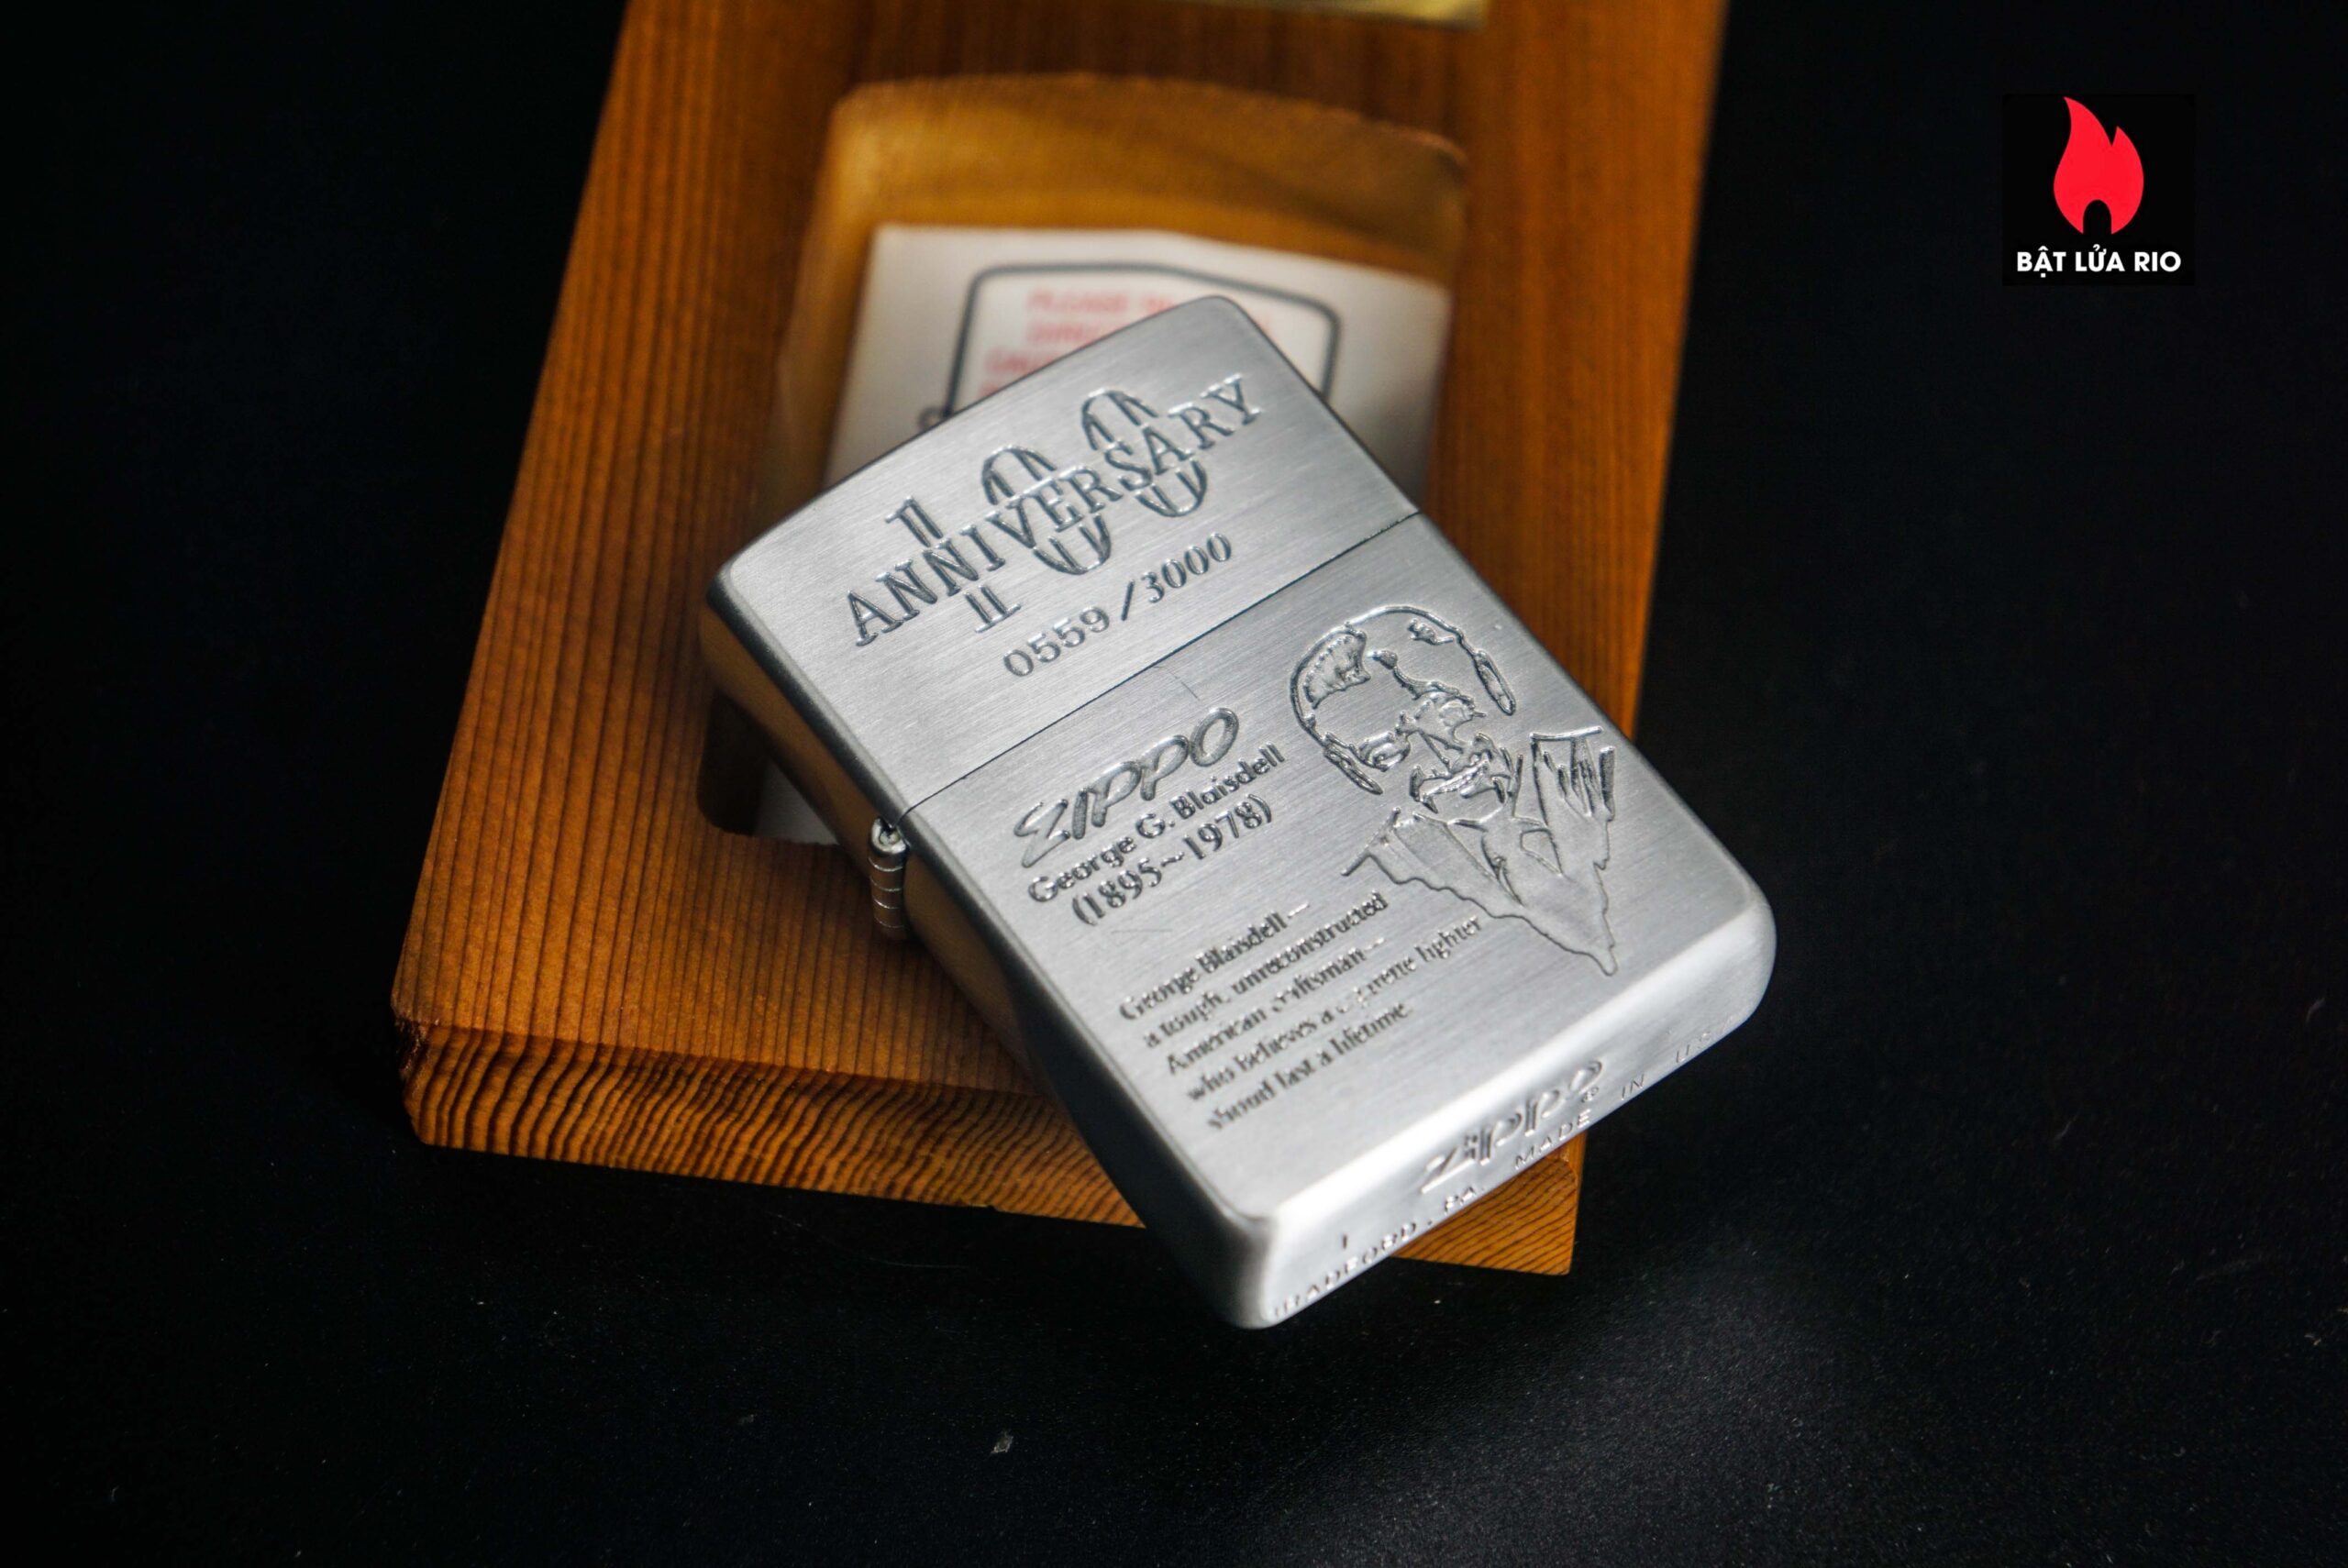 BẬT LỬA RIO
PLEASE
100
ANNIVERSARY
0559/3000
ZIPPO
George G. Blaisdell
(1895~1978)
George Blaisdell—
a tough, unreconstructed
American craftsman—
who believes a cigarette lighter
should last a lifetime.
Zippo®
BRADFORD, PA. MADE IN U.S.